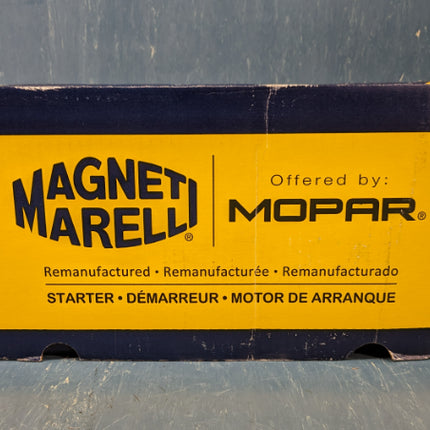 MAGNETI
MARELLI®
Offered by:
MOPAR®
Remanufactured • Remanufacturée • Remanufacturado
STARTER • DÉMARREUR • MOTOR DE ARRANQUE